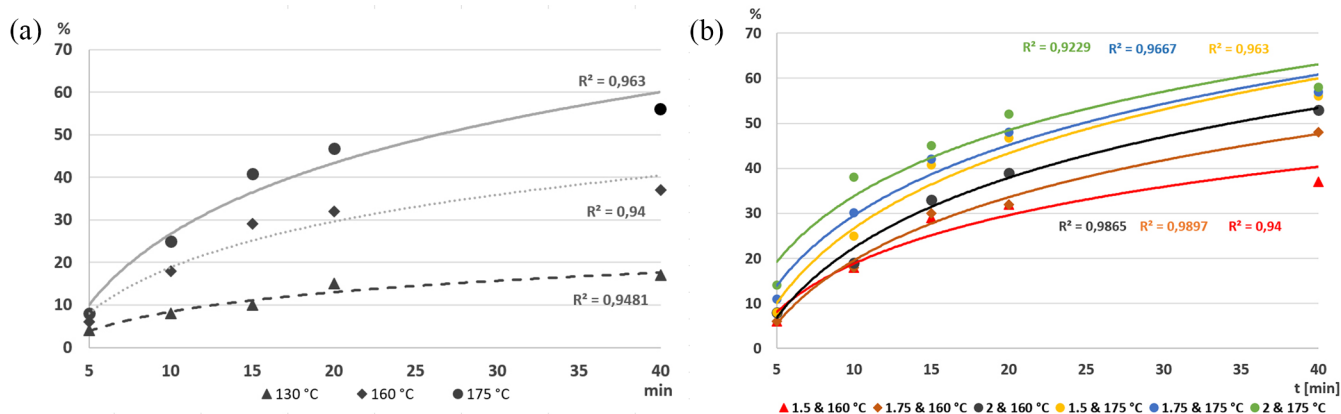 (a)
%
70
60
50
40
30
20
10
0
5 10 15 20 25 30 35 40
min
R² = 0,963
R² = 0,94
R² = 0,9481
130 °C 160 °C 175 °C
(b)
%
70
60
50
40
30
20
10
0
5 10 15 20 25 30 35 40
t [min]
R² = 0,9229 R² = 0,9667 R² = 0,963
R² = 0,9865 R² = 0,9897 R² = 0,94
1.5 & 160 °C 1.75 & 160 °C 2 & 160 °C 1.5 & 175 °C 1.75 & 175 °C 2 & 175 °C